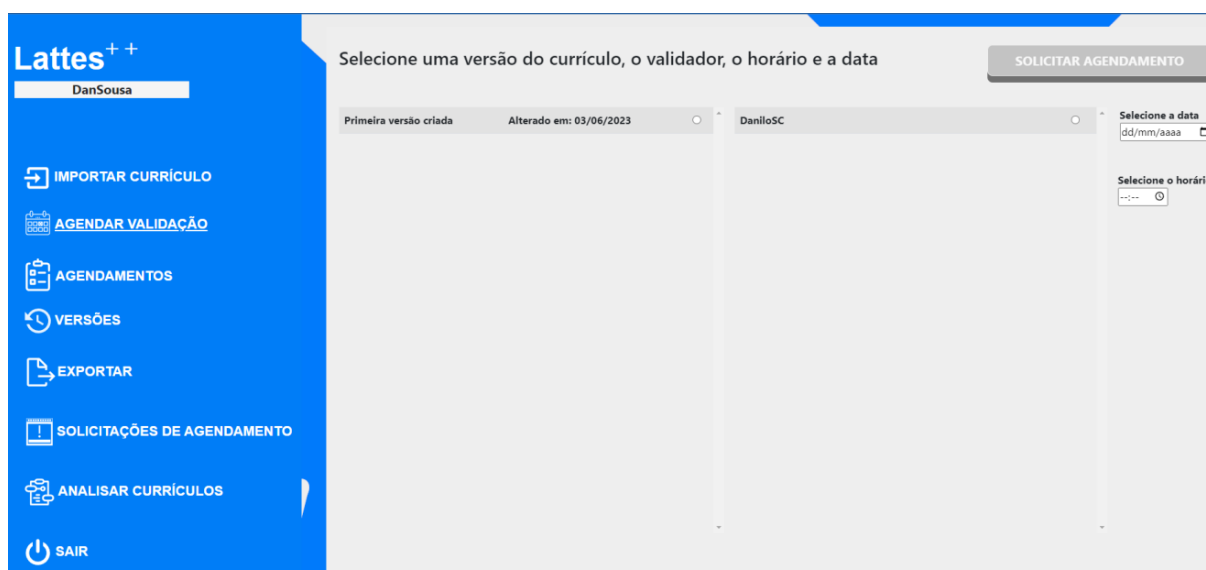 Lattes++
DanSousa
IMPORTAR CURRÍCULO
AGENDAR VALIDAÇÃO
AGENDAMENTOS
VERSÕES
EXPORTAR
SOLICITAÇÕES DE AGENDAMENTO
ANALISAR CURRÍCULOS
SAIR
Selecione uma versão do currículo, o validador, o horário e a data
SOLICITAR AGENDAMENTO
Primeira versão criada Alterado em: 03/06/2023
DaniloSC
Selecione a data
dd/mm/aaaa
Selecione o horári
--:--